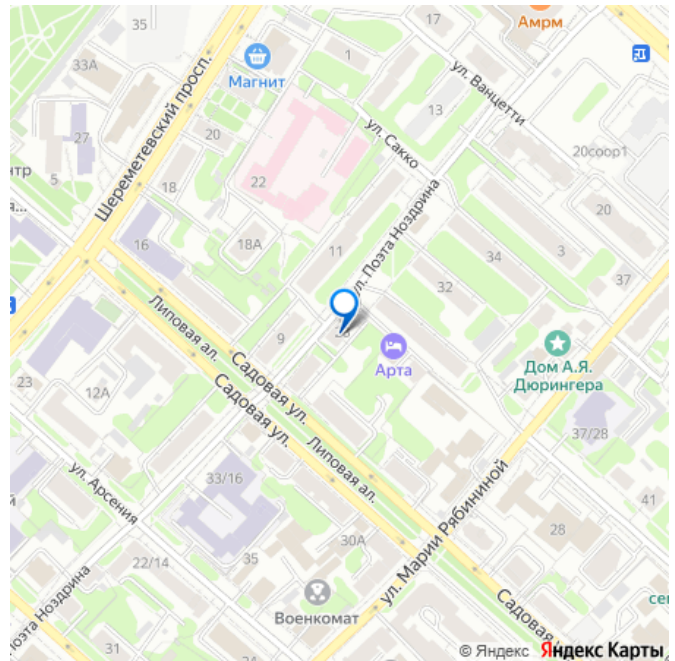 35
17
Амрм
33А
1
Магнит
ул. Ванцетти
13
27
20
ул. Сакко
20соор1
нтр
5
Шереметевский просп.
18
22
ул. Поэта Ноздрина
20
16
18А
11
34
3
37
32
Липовая ал.
9
Арта
Дом А.Я.
Дюрингера
23
12А
Садовая ул.
Садовая ул.
37/28
ул. Арсения
33/16
Липовая ал.
ул. Марии Рябининой
41
28
22/14
35
30А
Военкомат
Поэта Ноздрина
31
Садовая
сег
© Яндекс Яндекс Карты